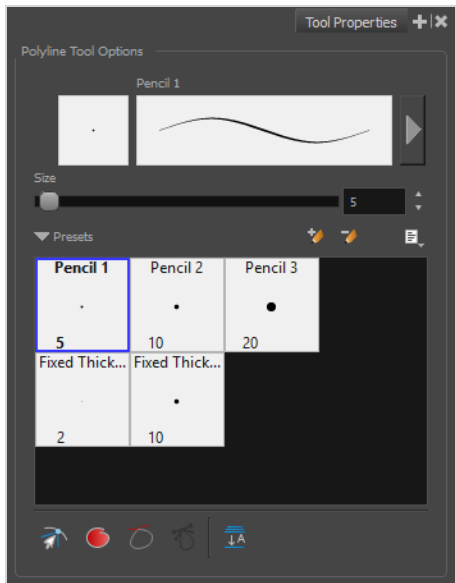 Tool Properties
Polyline Tool Options
Pencil 1
Size
5
Presets
Pencil 1 Pencil 2 Pencil 3
5 10 20
Fixed Thick... Fixed Thick...
2 10
A